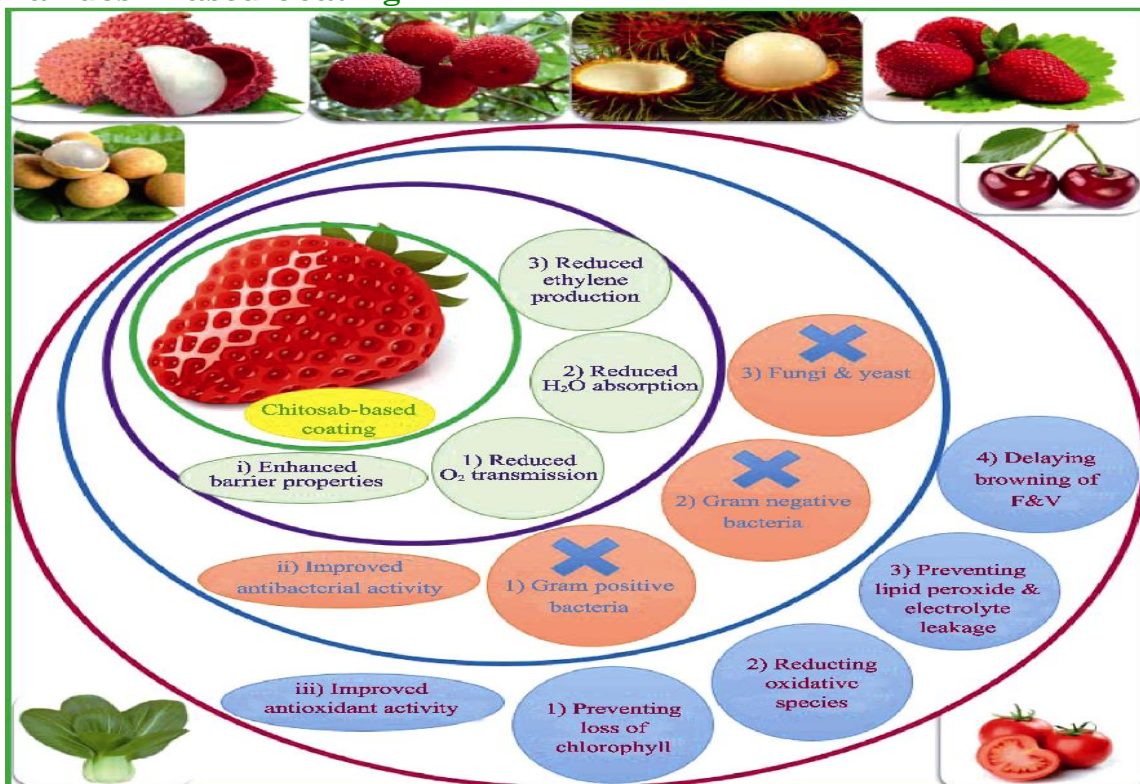 3) Reduced
ethylene
production
2) Reduced
H₂O absorption
3) Fungi & yeast
Chitosab-based
coating
i) Enhanced
barrier properties
1) Reduced
O₂ transmission
4) Delaying
browning of
F&V
2) Gram negative
bacteria
ii) Improved
antibacterial activity
1) Gram positive
bacteria
3) Preventing
lipid peroxide &
electrolyte
leakage
iii) Improved
antioxidant activity
1) Preventing
loss of
chlorophyll
2) Reducting
oxidative
species